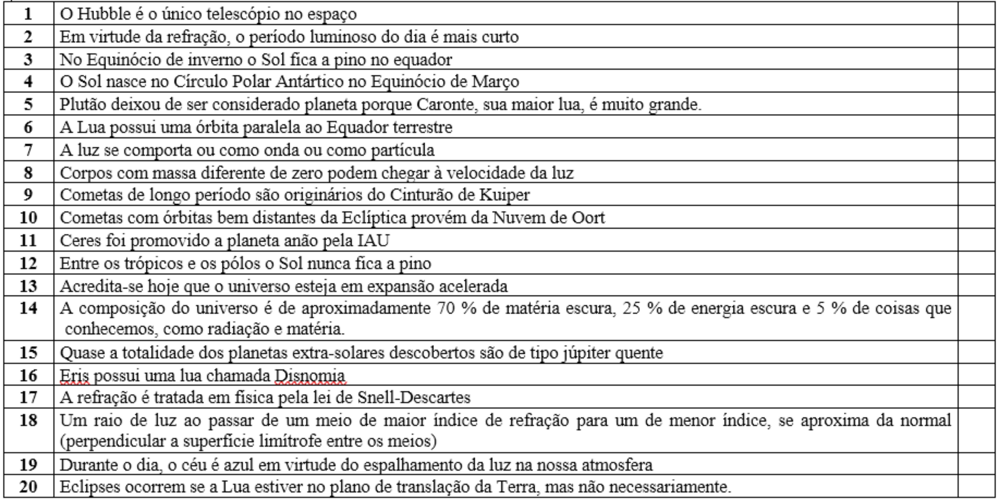 1 O Hubble é o único telescópio no espaço
2 Em virtude da refração, o período luminoso do dia é mais curto
3 No Equinócio de inverno o Sol fica a pino no equador
4 O Sol nasce no Círculo Polar Antártico no Equinócio de Março
5 Plutão deixou de ser considerado planeta porque Caronte, sua maior lua, é muito grande.
6 A Lua possui uma órbita paralela ao Equador terrestre
7 A luz se comporta ou como onda ou como partícula
8 Corpos com massa diferente de zero podem chegar à velocidade da luz
9 Cometas de longo período são originários do Cinturão de Kuiper
10 Cometas com órbitas bem distantes da Eclíptica provém da Nuvem de Oort
11 Ceres foi promovido a planeta anão pela IAU
12 Entre os trópicos e os pólos o Sol nunca fica a pino
13 Acredita-se hoje que o universo esteja em expansão acelerada
14 A composição do universo é de aproximadamente 70 % de matéria escura, 25 % de energia escura e 5 % de coisas que
conhecemos, como radiação e matéria.
15 Quase a totalidade dos planetas extra-solares descobertos são de tipo júpiter quente
16 Eris possui uma lua chamada Disnomia
17 A refração é tratada em física pela lei de Snell-Descartes
18 Um raio de luz ao passar de um meio de maior índice de refração para um de menor índice, se aproxima da normal
(perpendicular a superfície limítrofe entre os meios)
19 Durante o dia, o céu é azul em virtude do espalhamento da luz na nossa atmosfera
20 Eclipses ocorrem se a Lua estiver no plano de translação da Terra, mas não necessariamente.